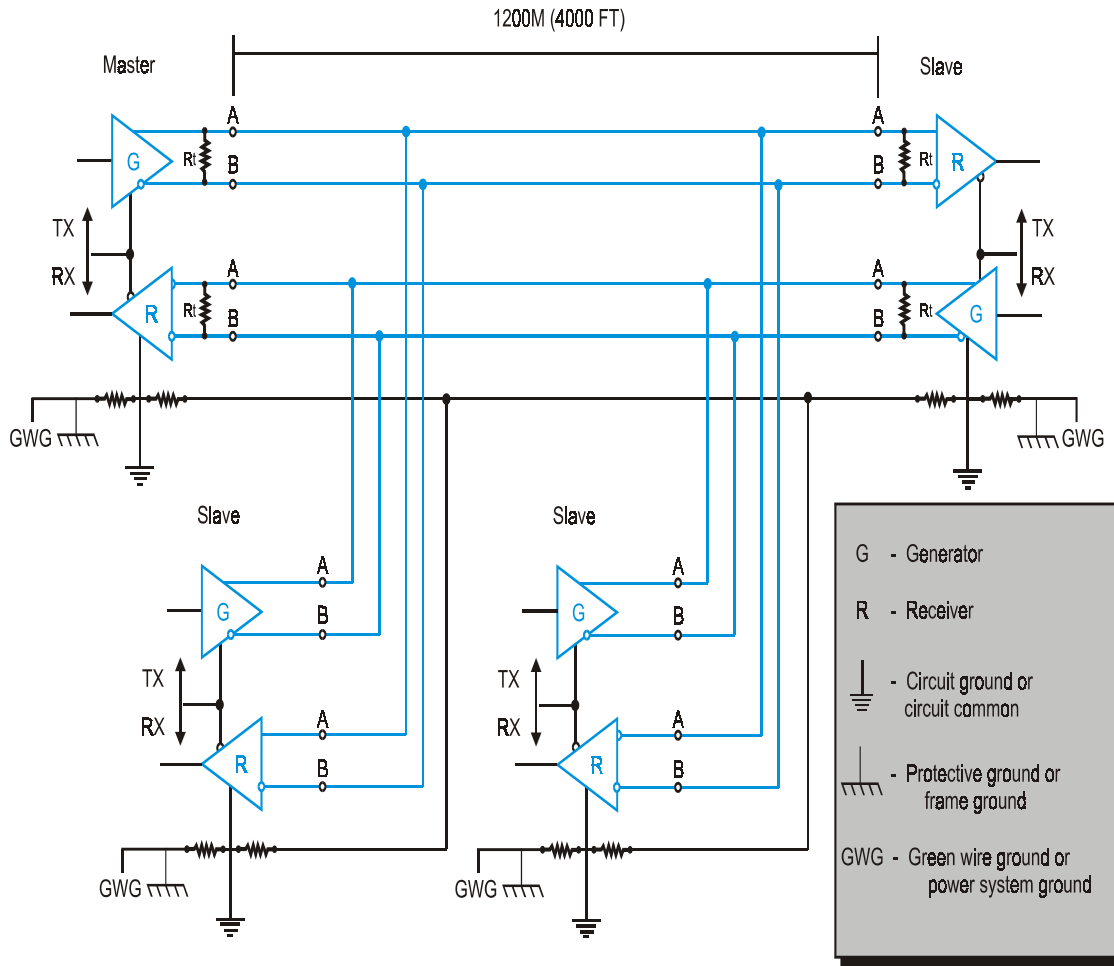 1200M (4000 FT)
Master
Slave
A
A
G
Rt
Rt
R
B
B
TX
TX
RX
RX
A
A
R
Rt
Rt
G
B
B
GWG
GWG
Slave
Slave
A
A
G
G
B
B
TX
TX
RX
RX
A
A
R
R
B
B
GWG
GWG
G - Generator
R - Receiver
- Circuit ground or
circuit common
- Protective ground or
frame ground
GWG - Green wire ground or
power system ground